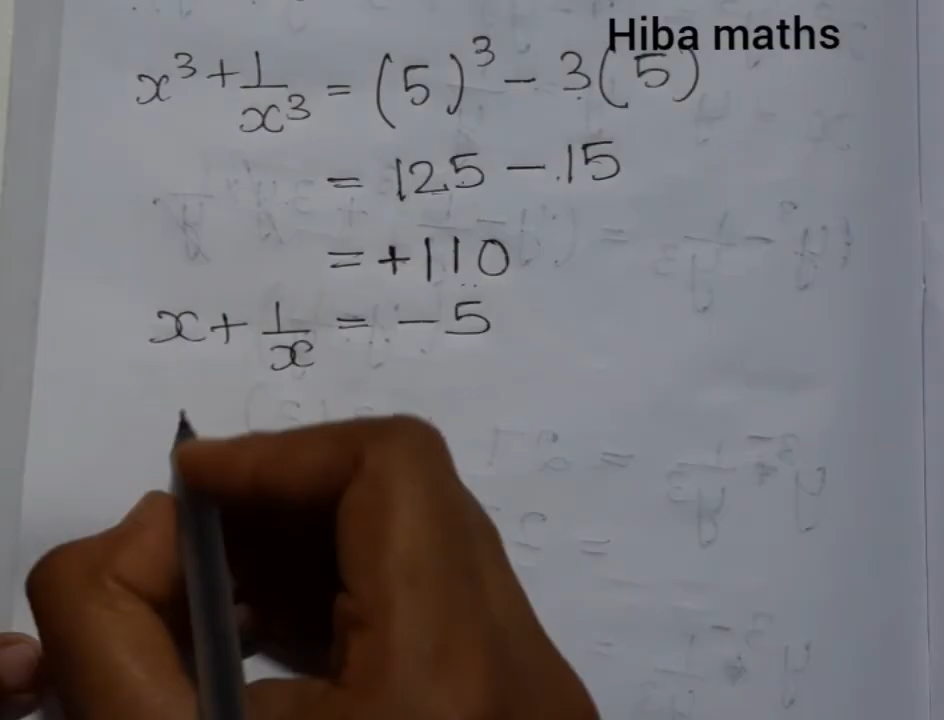 Hiba maths
x³ + 1/x³ = (5)³ - 3(5)
= 125 - 15
= +110
x + 1/x = -5